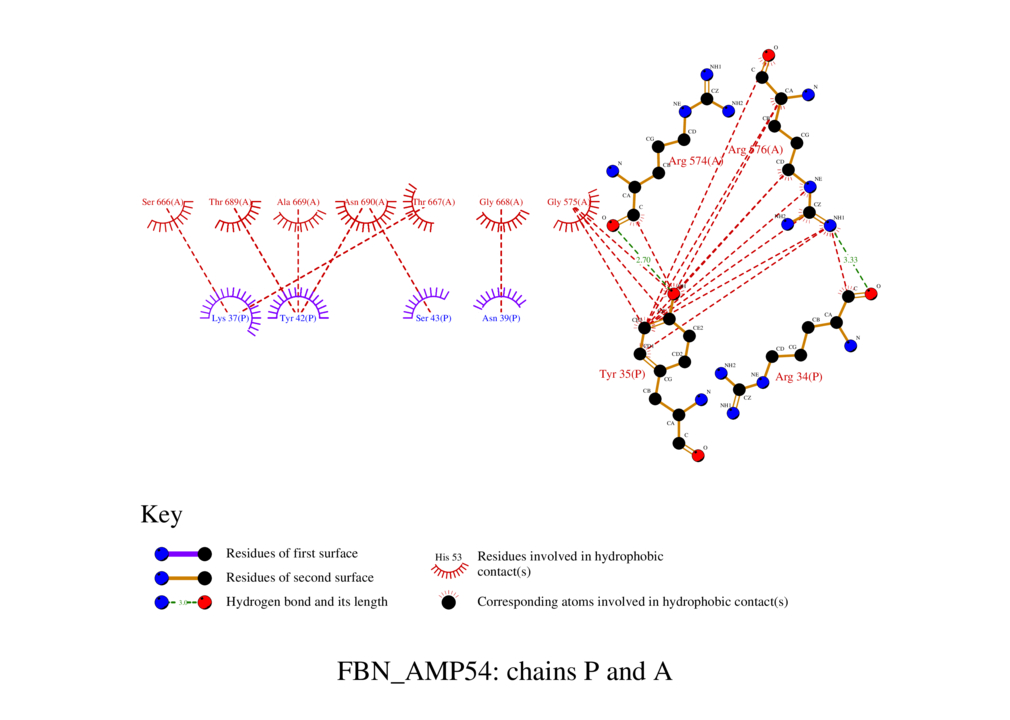 O
C
NH1
CZ
CA
N
NE
NH2
CD
CB
CG
CG
Arg 576(A)
Arg 574(A)
CD
N
CB
NE
CA
Ser 666(A) Thr 689(A) Ala 669(A) Asn 690(A) Thr 667(A) Gly 668(A) Gly 575(A)
C
O
CZ
NH2
NH1
2.70
3.33
C
O
Lys 37(P) Tyr 42(P) Ser 43(P) Asn 39(P)
CB
CA
CE2
N
CD2
CD
CG
NH2
NE
Tyr 35(P)
CG
Arg 34(P)
CB
N
CZ
NH1
CA
C
O
Key
Residues of first surface
Residues of second surface
3.0
Hydrogen bond and its length
His 53
Residues involved in hydrophobic
contact(s)
Corresponding atoms involved in hydrophobic contact(s)
FBN_AMP54: chains P and A